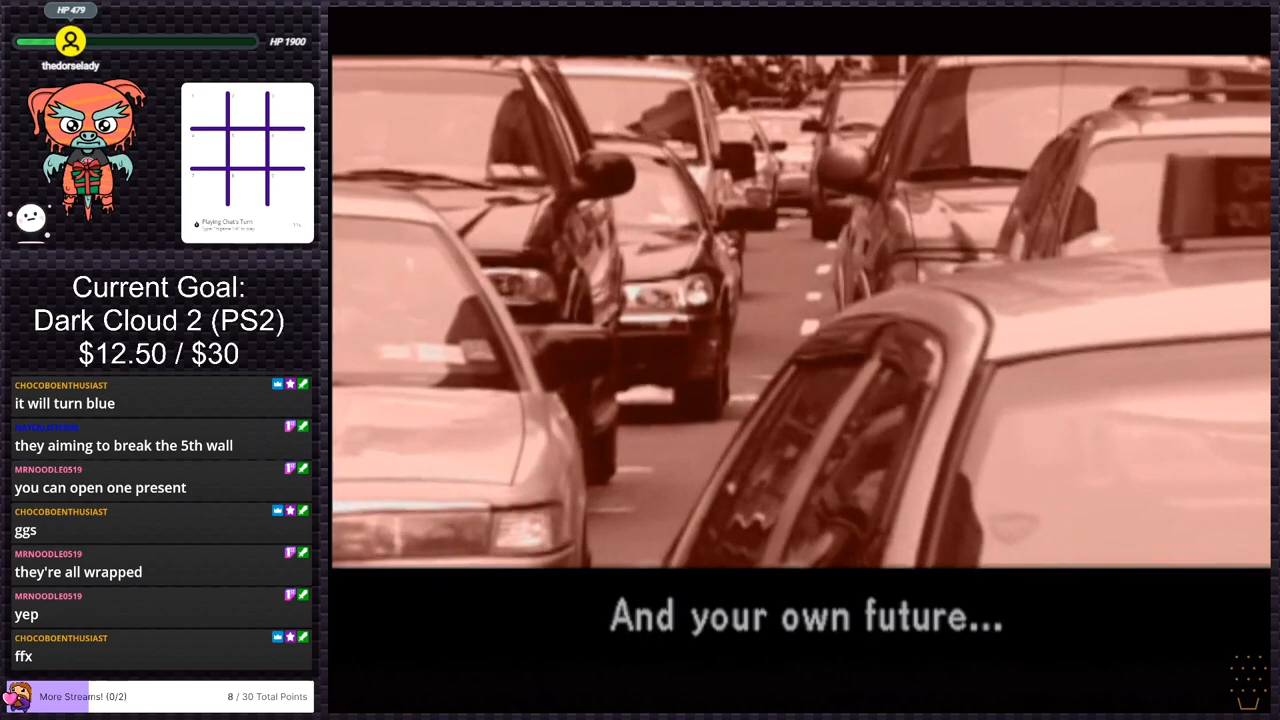 HP 479
HP 1900
thedorselady
Playing Chat's Turn
Current Goal:
Dark Cloud 2 (PS2)
$12.50 / $30
CHOCOBOENTHUSIAST
it will turn blue
they aiming to break the 5th wall
MRNOODLE0519
you can open one present
CHOCOBOENTHUSIAST
ggs
MRNOODLE0519
they're all wrapped
MRNOODLE0519
yep
CHOCOBOENTHUSIAST
ffx
More Streams! (0/2)
8 / 30 Total Points
And your own future...